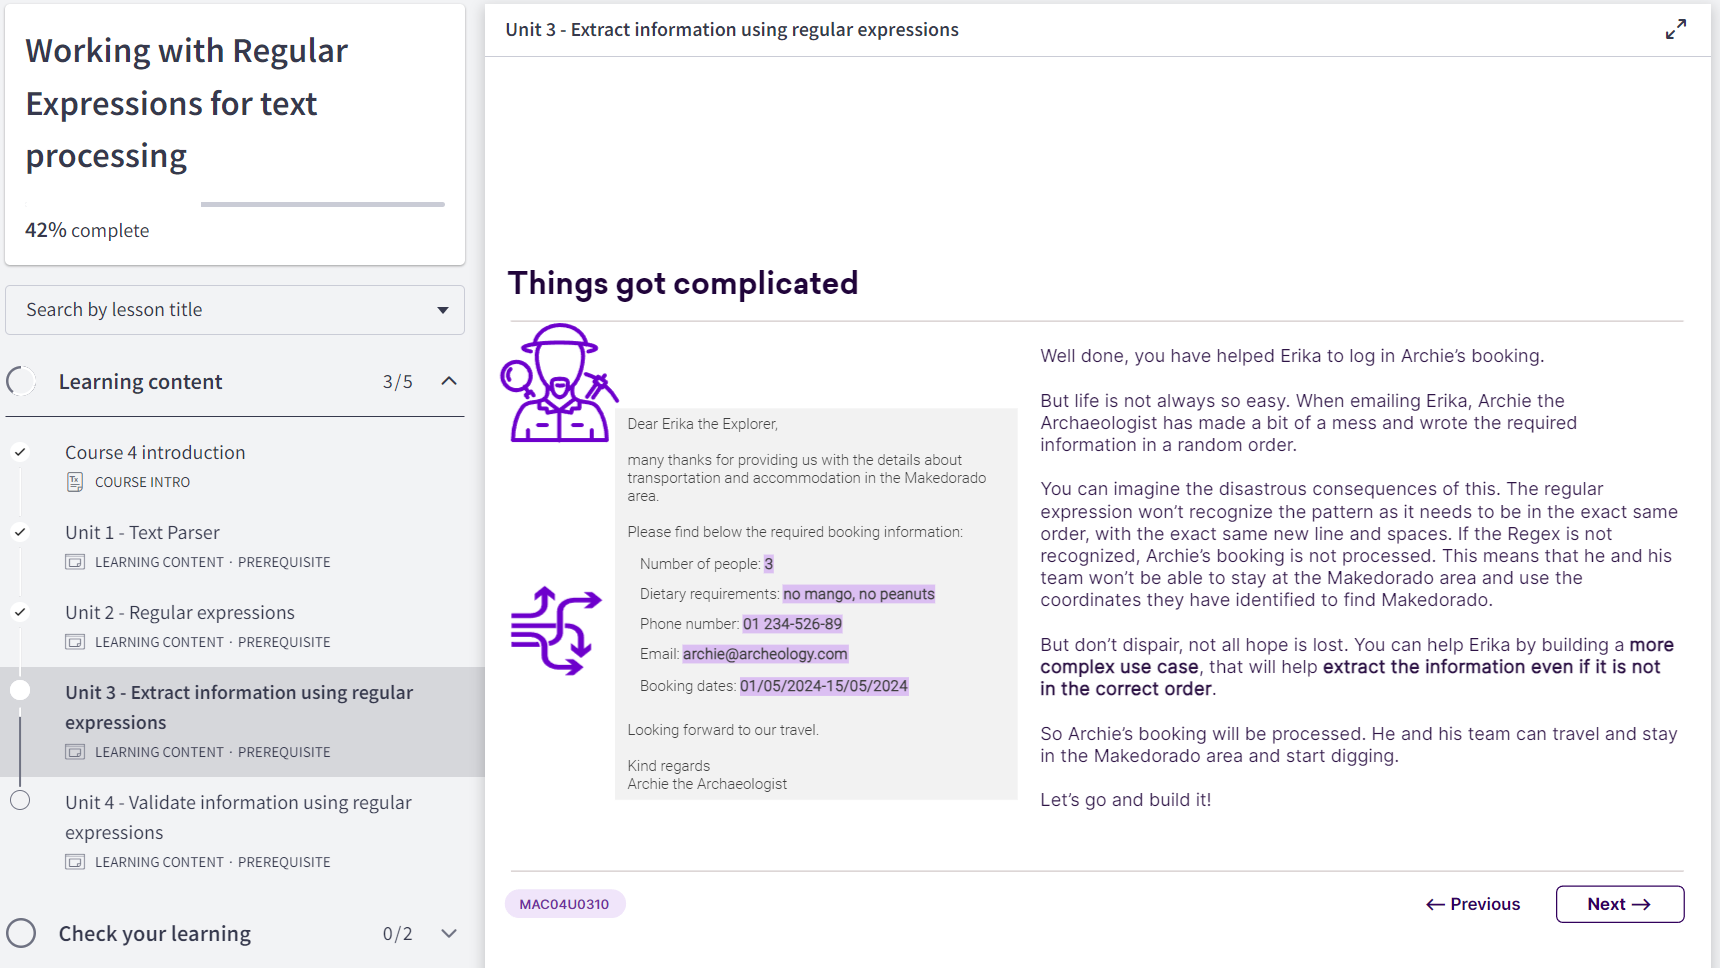 Working with Regular
Expressions for text
processing
42% complete
Search by lesson title
Learning content 3/5
Course 4 introduction
COURSE INTRO
Unit 1 - Text Parser
LEARNING CONTENT · PREREQUISITE
Unit 2 - Regular expressions
LEARNING CONTENT · PREREQUISITE
Unit 3 - Extract information using regular
expressions
LEARNING CONTENT · PREREQUISITE
Unit 4 - Validate information using regular
expressions
LEARNING CONTENT · PREREQUISITE
Check your learning 0/2
Unit 3 - Extract information using regular expressions
Things got complicated
Dear Erika the Explorer,
many thanks for providing us with the details about
transportation and accommodation in the Makedorado
area.
Please find below the required booking information:
Number of people: 3
Dietary requirements: no mango, no peanuts
Phone number: 01 234-526-89
Email: archie@archeology.com
Booking dates: 01/05/2024-15/05/2024
Looking forward to our travel.
Kind regards
Archie the Archaeologist
Well done, you have helped Erika to log in Archie’s booking.
But life is not always so easy. When emailing Erika, Archie the
Archaeologist has made a bit of a mess and wrote the required
information in a random order.
You can imagine the disastrous consequences of this. The regular
expression won’t recognize the pattern as it needs to be in the exact same
order, with the exact same new line and spaces. If the Regex is not
recognized, Archie’s booking is not processed. This means that he and his
team won’t be able to stay at the Makedorado area and use the
coordinates they have identified to find Makedorado.
But don’t dispair, not all hope is lost. You can help Erika by building a more
complex use case, that will help extract the information even if it is not
in the correct order.
So Archie’s booking will be processed. He and his team can travel and stay
in the Makedorado area and start digging.
Let’s go and build it!
MAC04U0310
← Previous
Next →